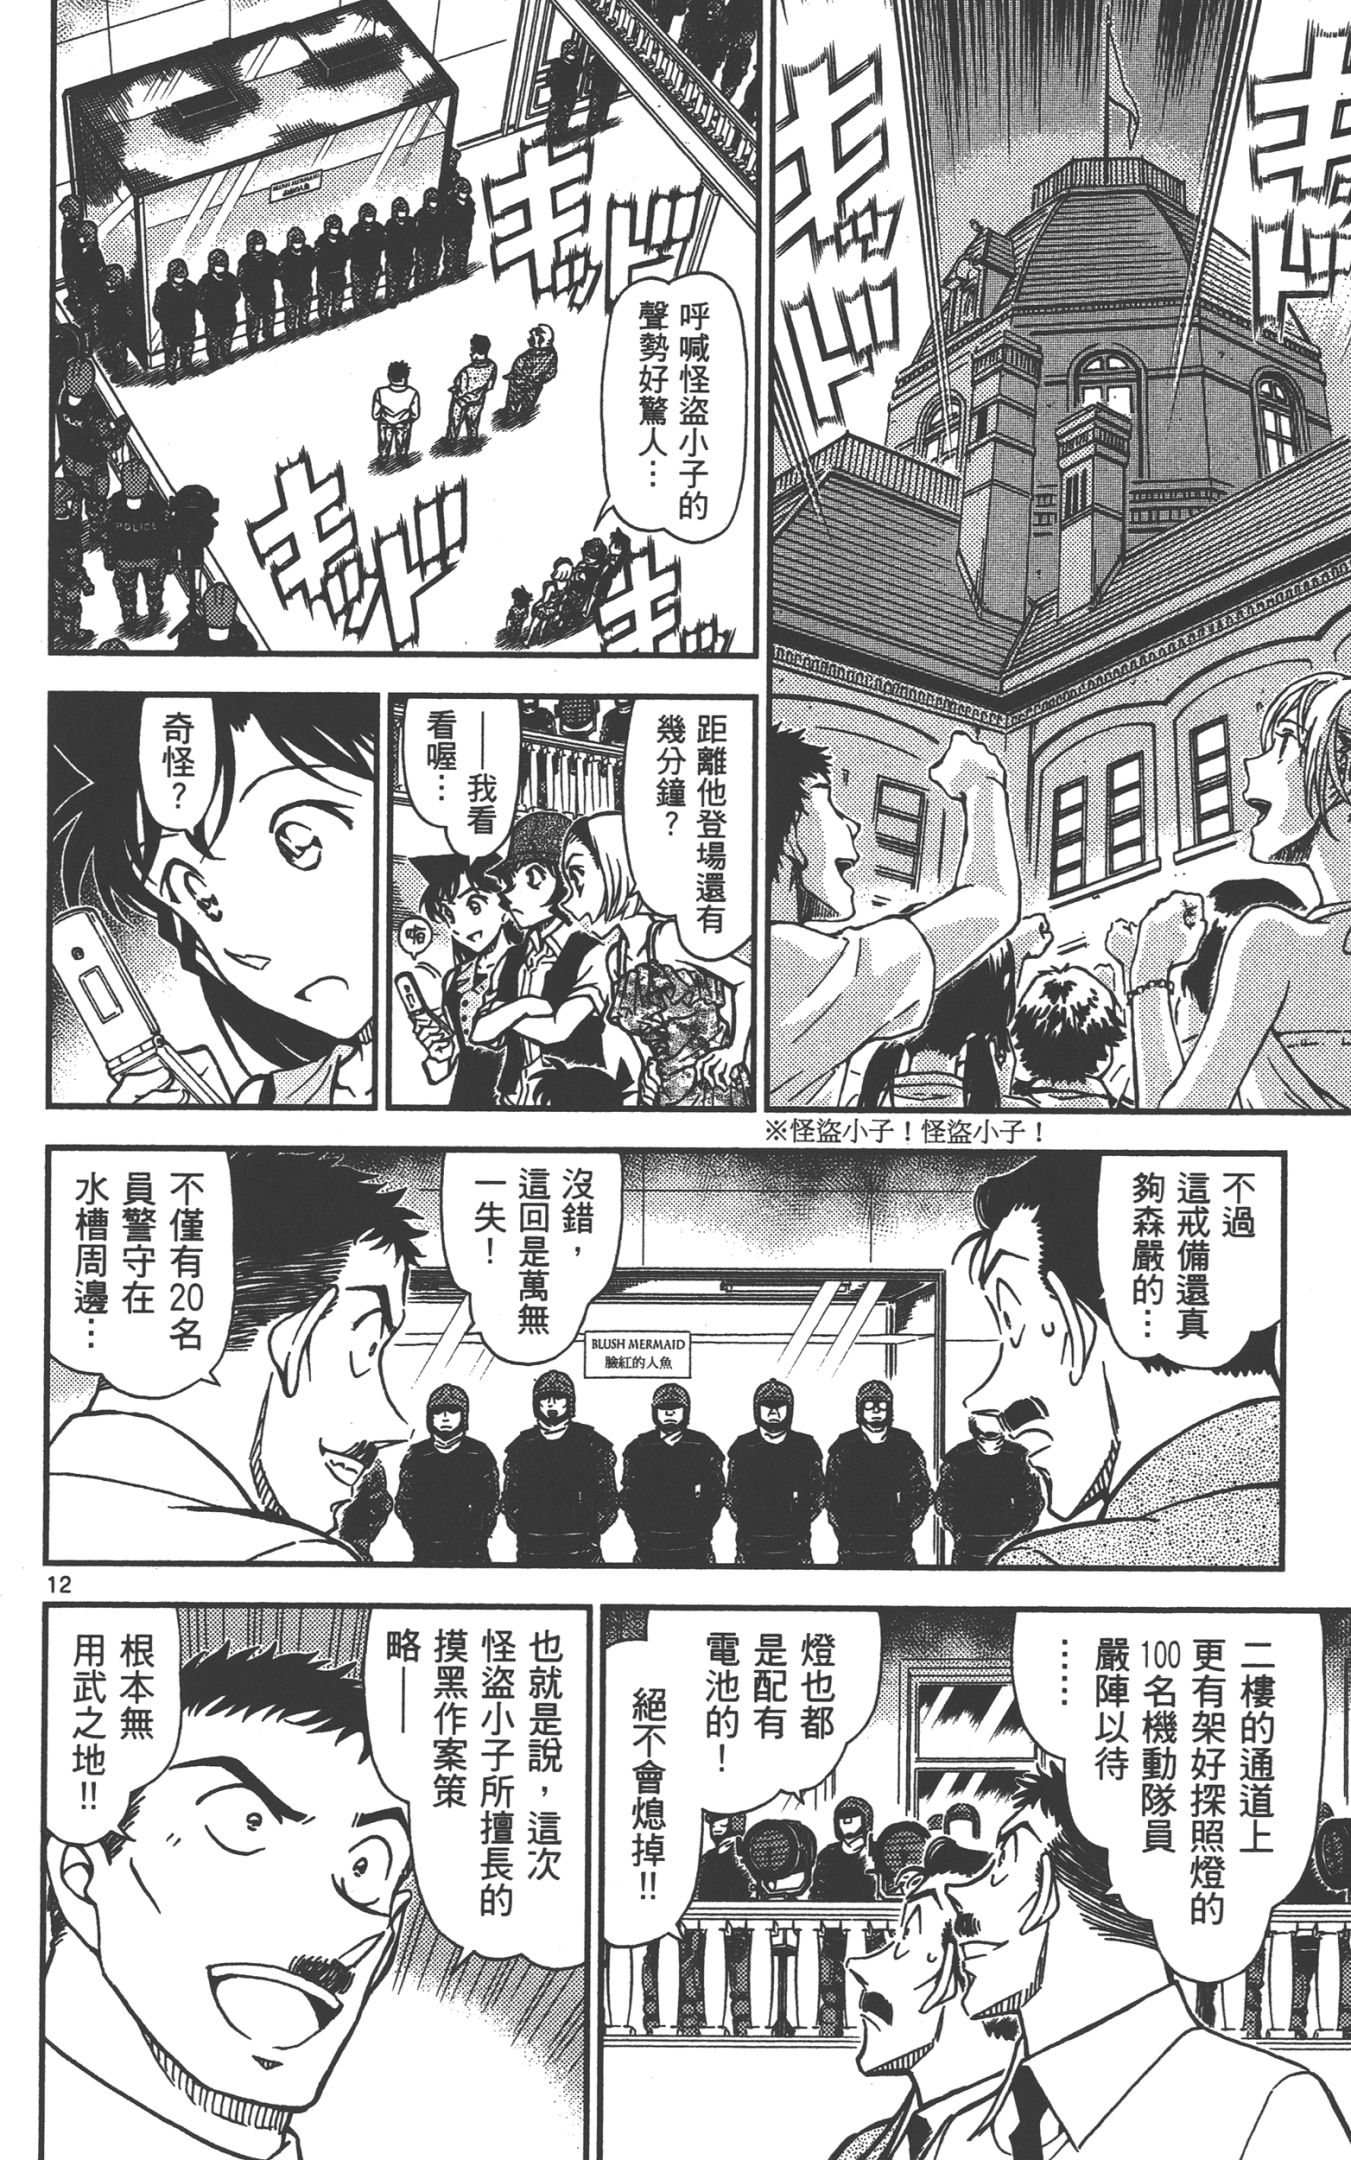 キッド
キッド
※怪盜小子！怪盜小子！
BLUSH MERMAID
キッド
呼喊怪盜小子的
聲勢好驚人…
キッド
キッ
POLICE
距離他登場還有
幾分鐘？
——我看
看喔…
啪
奇怪？
不過
這戒備還真
夠森嚴的…
沒錯，
這回是萬無
一失！
BLUSH MERMAID
臉紅的人魚
不僅有20名
員警守在
水槽周邊…
12
二樓的通道上
更有架好探照燈的
100名機動隊員
嚴陣以待
……
燈也都
是配有
電池的！
絕不會熄掉!!
也就是說，這次
怪盜小子所擅長的
摸黑作案策
略——
根本無
用武之地!!